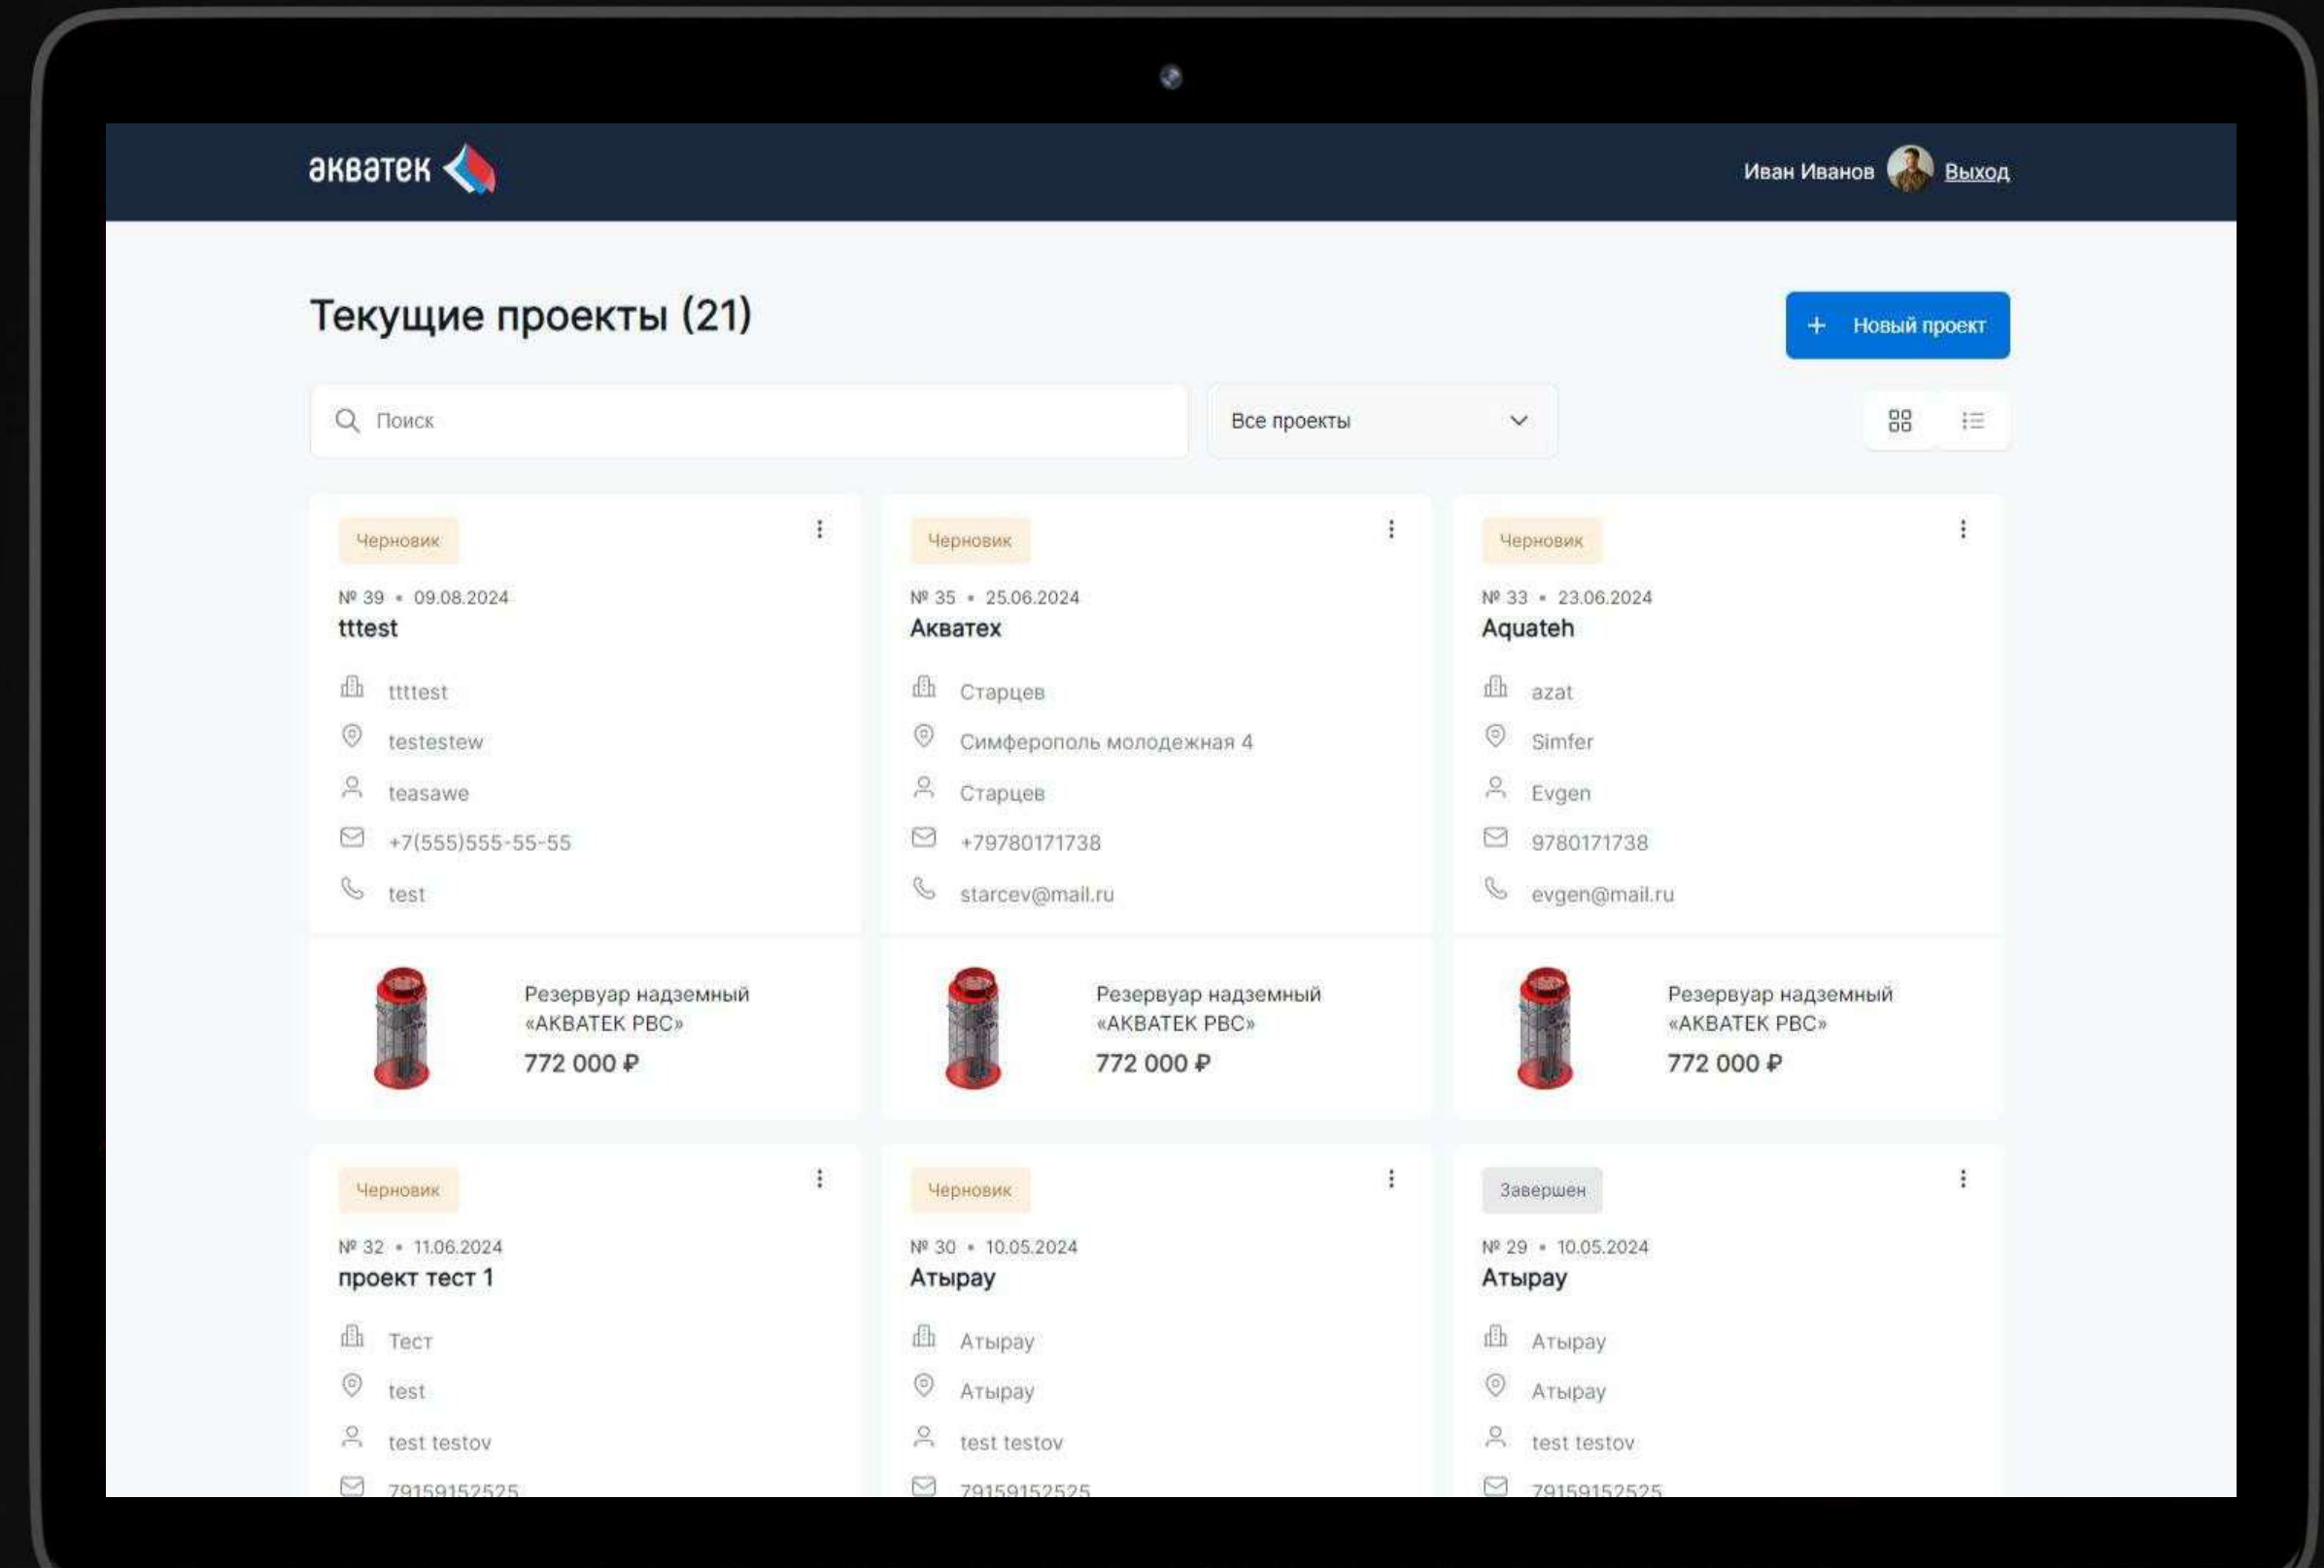 акватек
Иван Иванов Выход
Текущие проекты (21)
+ Новый проект
Поиск
Все проекты
Черновик
№ 39 • 09.08.2024
tttest
ttttest
testestew
teasawe
+7(555)555-55-55
test
Резервуар надземный
«АКВАТЕК РВС»
772 000 ₽
Черновик
№ 35 • 25.06.2024
Акватех
Старцев
Симферополь молодежная 4
Старцев
+79780171738
starcev@mail.ru
Резервуар надземный
«АКВАТЕК РВС»
772 000 ₽
Черновик
№ 33 • 23.06.2024
Aquateh
azat
Simfer
Evgen
9780171738
evgen@mail.ru
Резервуар надземный
«АКВАТЕК РВС»
772 000 ₽
Черновик
№ 32 • 11.06.2024
проект тест 1
Тест
test
test testov
79159152525
Черновик
№ 30 • 10.05.2024
Атырау
Атырау
Атырау
test testov
79159152525
Завершен
№ 29 • 10.05.2024
Атырау
Атырау
Атырау
test testov
79159152525